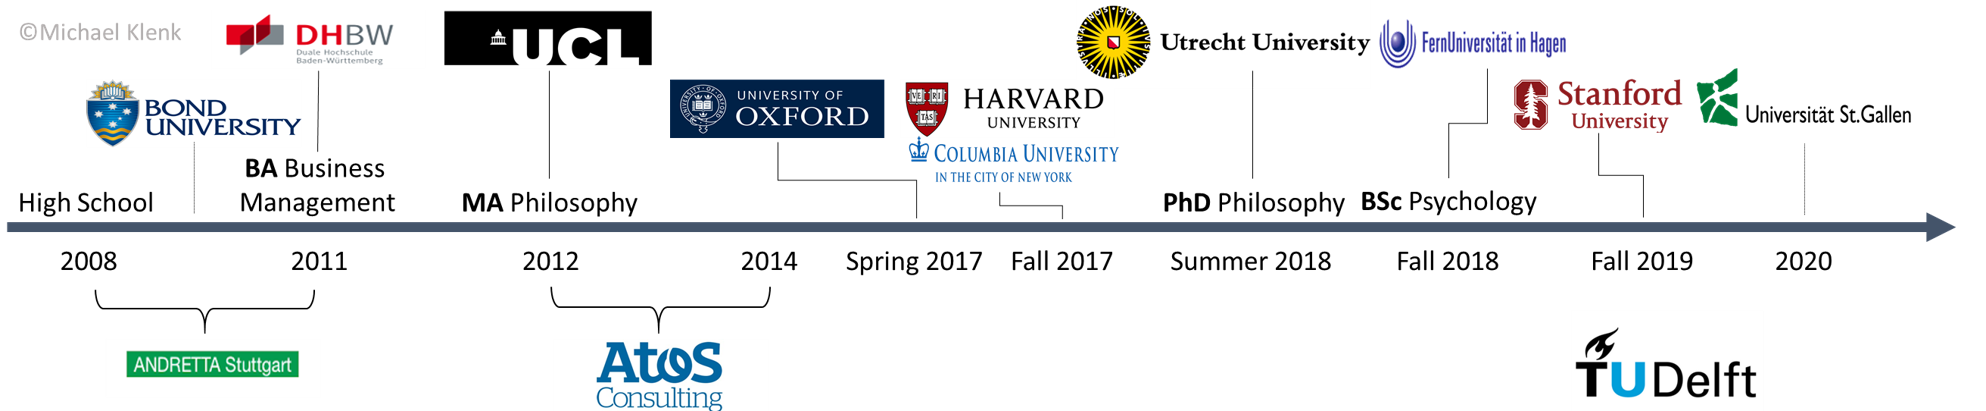 ©Michael Klenk
DHBW
Duale Hochschule
Baden-Württemberg
UCL
Utrecht University
FernUniversität in Hagen
BOND
UNIVERSITY
UNIVERSITY OF
OXFORD
HARVARD
UNIVERSITY
VE RI
TAS
COLUMBIA UNIVERSITY
IN THE CITY OF NEW YORK
Stanford
University
Universität St.Gallen
High School
BA Business
Management
MA Philosophy
PhD Philosophy
BSc Psychology
2008
2011
2012
2014
Spring 2017
Fall 2017
Summer 2018
Fall 2018
Fall 2019
2020
ANDRETTA Stuttgart
Atos
Consulting
TUDelft